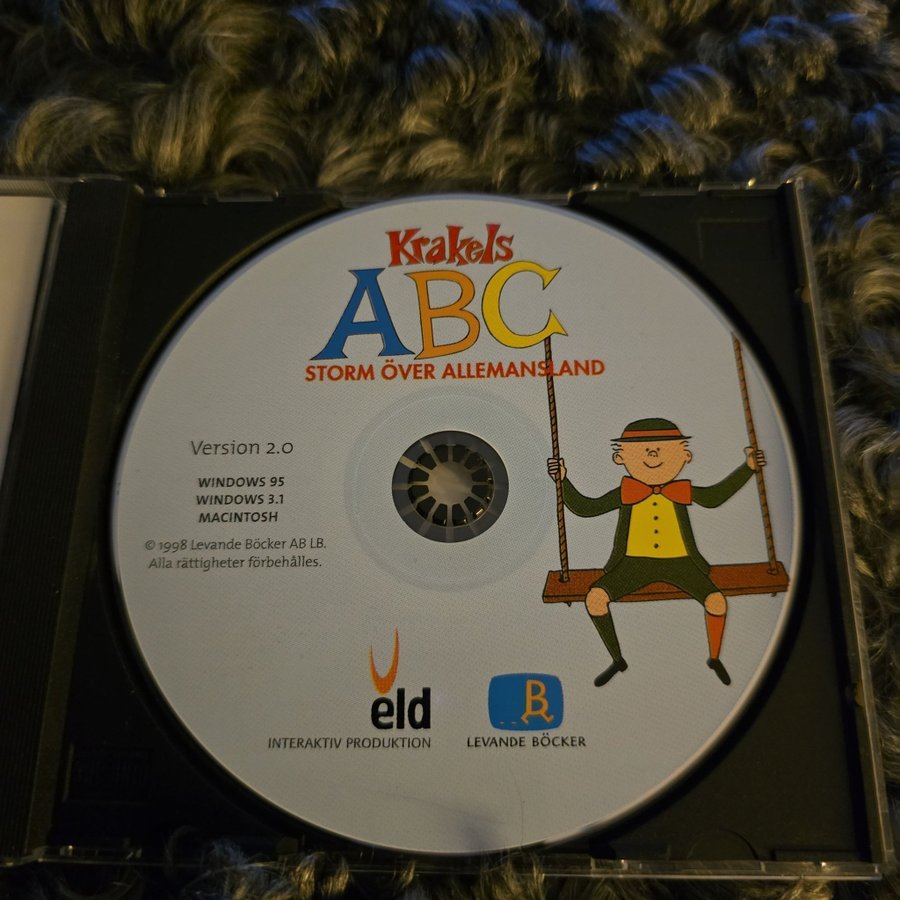 Krakels
ABC
STORM ÖVER ALLEMANSLAND
Version 2.0
WINDOWS 95
WINDOWS 3.1
MACINTOSH
© 1998 Levande Böcker AB LB.
Alla rättigheter förbehålles.
eld
INTERAKTIV PRODUKTION
B
LEVANDE BÖCKER